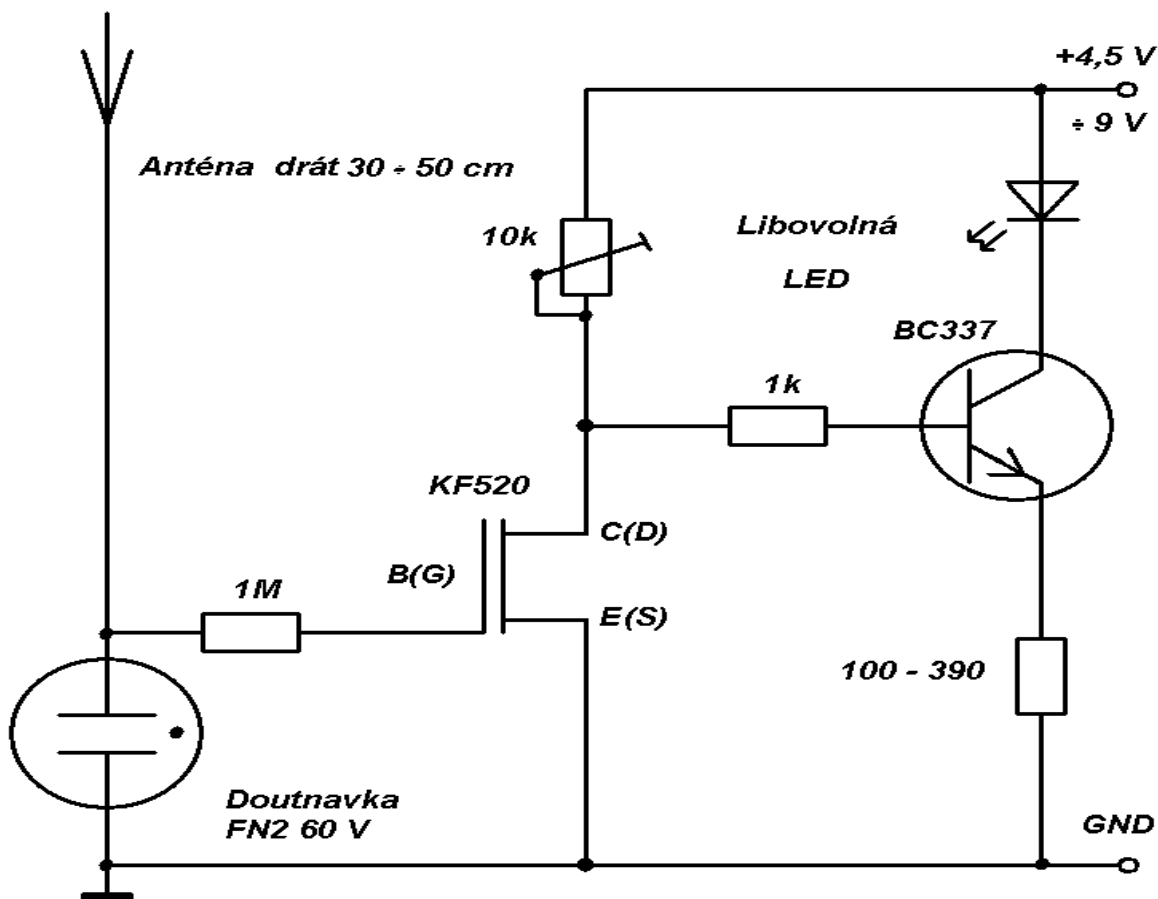 +4,5 V
÷ 9 V
Anténa drát 30 ÷ 50 cm
10k
Libovolná
LED
BC337
1k
KF520
C(D)
B(G)
1M
E(S)
100 - 390
Doutnavka
FN2 60 V
GND